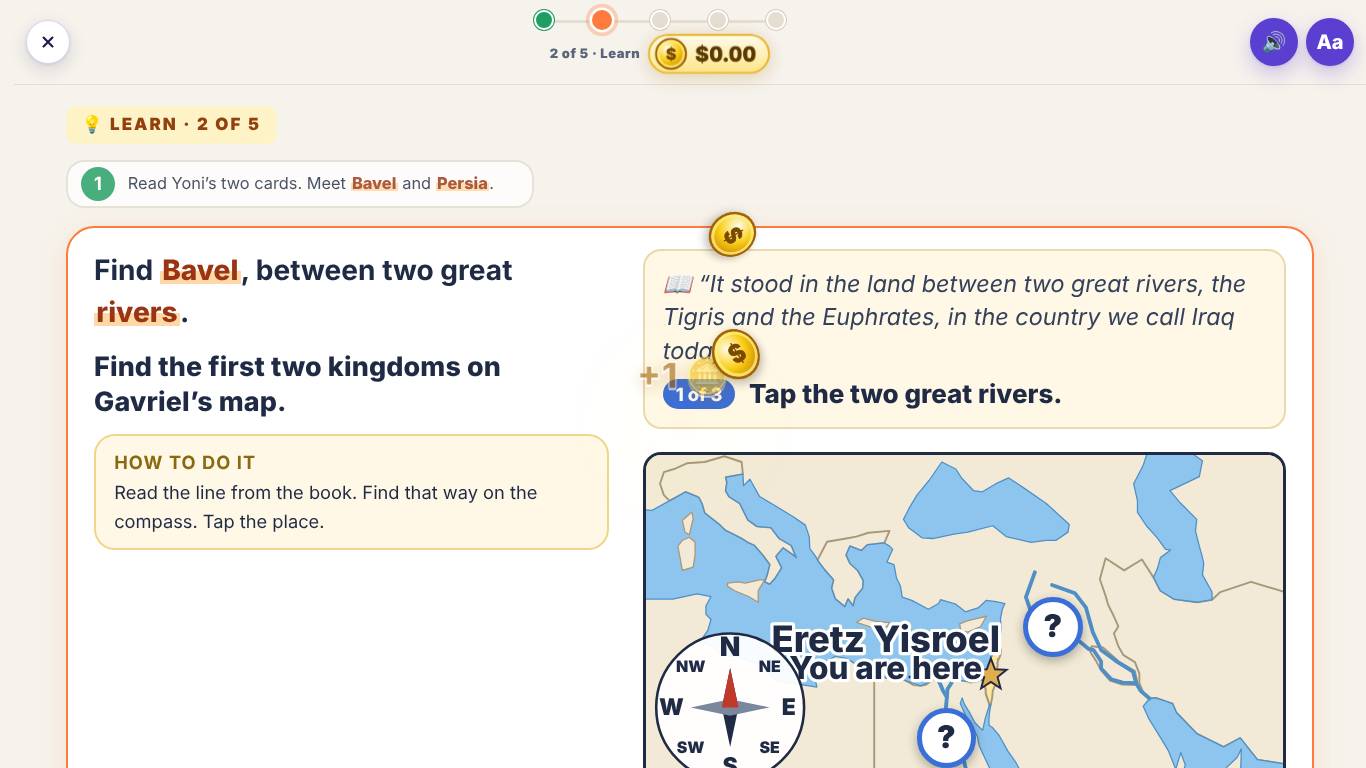 2 of 5 · Learn
$ $0.00
Aa
LEARN · 2 OF 5
1 Read Yoni’s two cards. Meet Bavel and Persia.
Find Bavel, between two great
rivers.
Find the first two kingdoms on
Gavriel’s map.
HOW TO DO IT
Read the line from the book. Find that way on the
compass. Tap the place.
$
“It stood in the land between two great rivers, the
Tigris and the Euphrates, in the country we call Iraq
$
+1
1 of 3 Tap the two great rivers.
Eretz Yisroel
You are here
N
NW NE
W E
SW SE
S
?
?